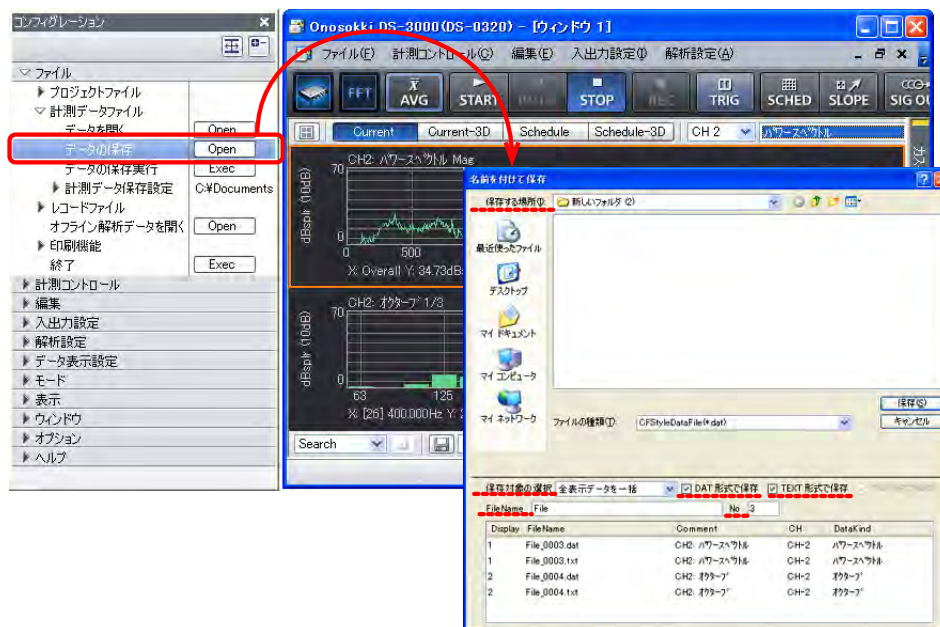 コンフィグレーション
ファイル
プロジェクトファイル
計測データファイル
データを開く Open
データの保存 Open
データの保存実行 Exec
計測データ保存設定 C:¥Documents
レコードファイル
オフライン解析データを開く Open
印刷機能
終了 Exec
計測コントロール
編集
入出力設定
解析設定
データ表示設定
モード
表示
ウィンドウ
オプション
ヘルプ
Onosokki DS-3000(DS-0320) - [ウィンドウ 1]
ファイル(F) 計測コントロール(C) 編集(E) 入出力設定(I) 解析設定(A)
FFT AVG START STOP REC TRIG SCHED SLOPE SIG OU
Current Current-3D Schedule Schedule-3D CH 2 パワースペクトル
CH2: パワースペクトル Mag
70
dBsplr (10dB)
0
0 500
X: Overall Y: 34.73dB
CH2: オクターブ 1/3
70
dBsplr (10dB)
0
63 125
X: [26] 400.000Hz Y:
Search
名前を付けて保存
保存する場所(I): 新しいフォルダ (2)
最近使ったファイル
デスクトップ
マイ ドキュメント
マイ コンピュータ
マイ ネットワーク
保存(S)
ファイルの種類(T): CFStyleDataFile(*.dat) キャンセル
保存対象の選択 全表示データを一括 DAT 形式で保存 TEXT 形式で保存
FileName File No 3
Display FileName Comment CH DataKind
1 File_0003.dat CH2: パワースペクトル CH-2 パワースペクトル
1 File_0003.txt CH2: パワースペクトル CH-2 パワースペクトル
2 File_0004.dat CH2: オクターブ CH-2 オクターブ
2 File_0004.txt CH2: オクターブ CH-2 オクターブ